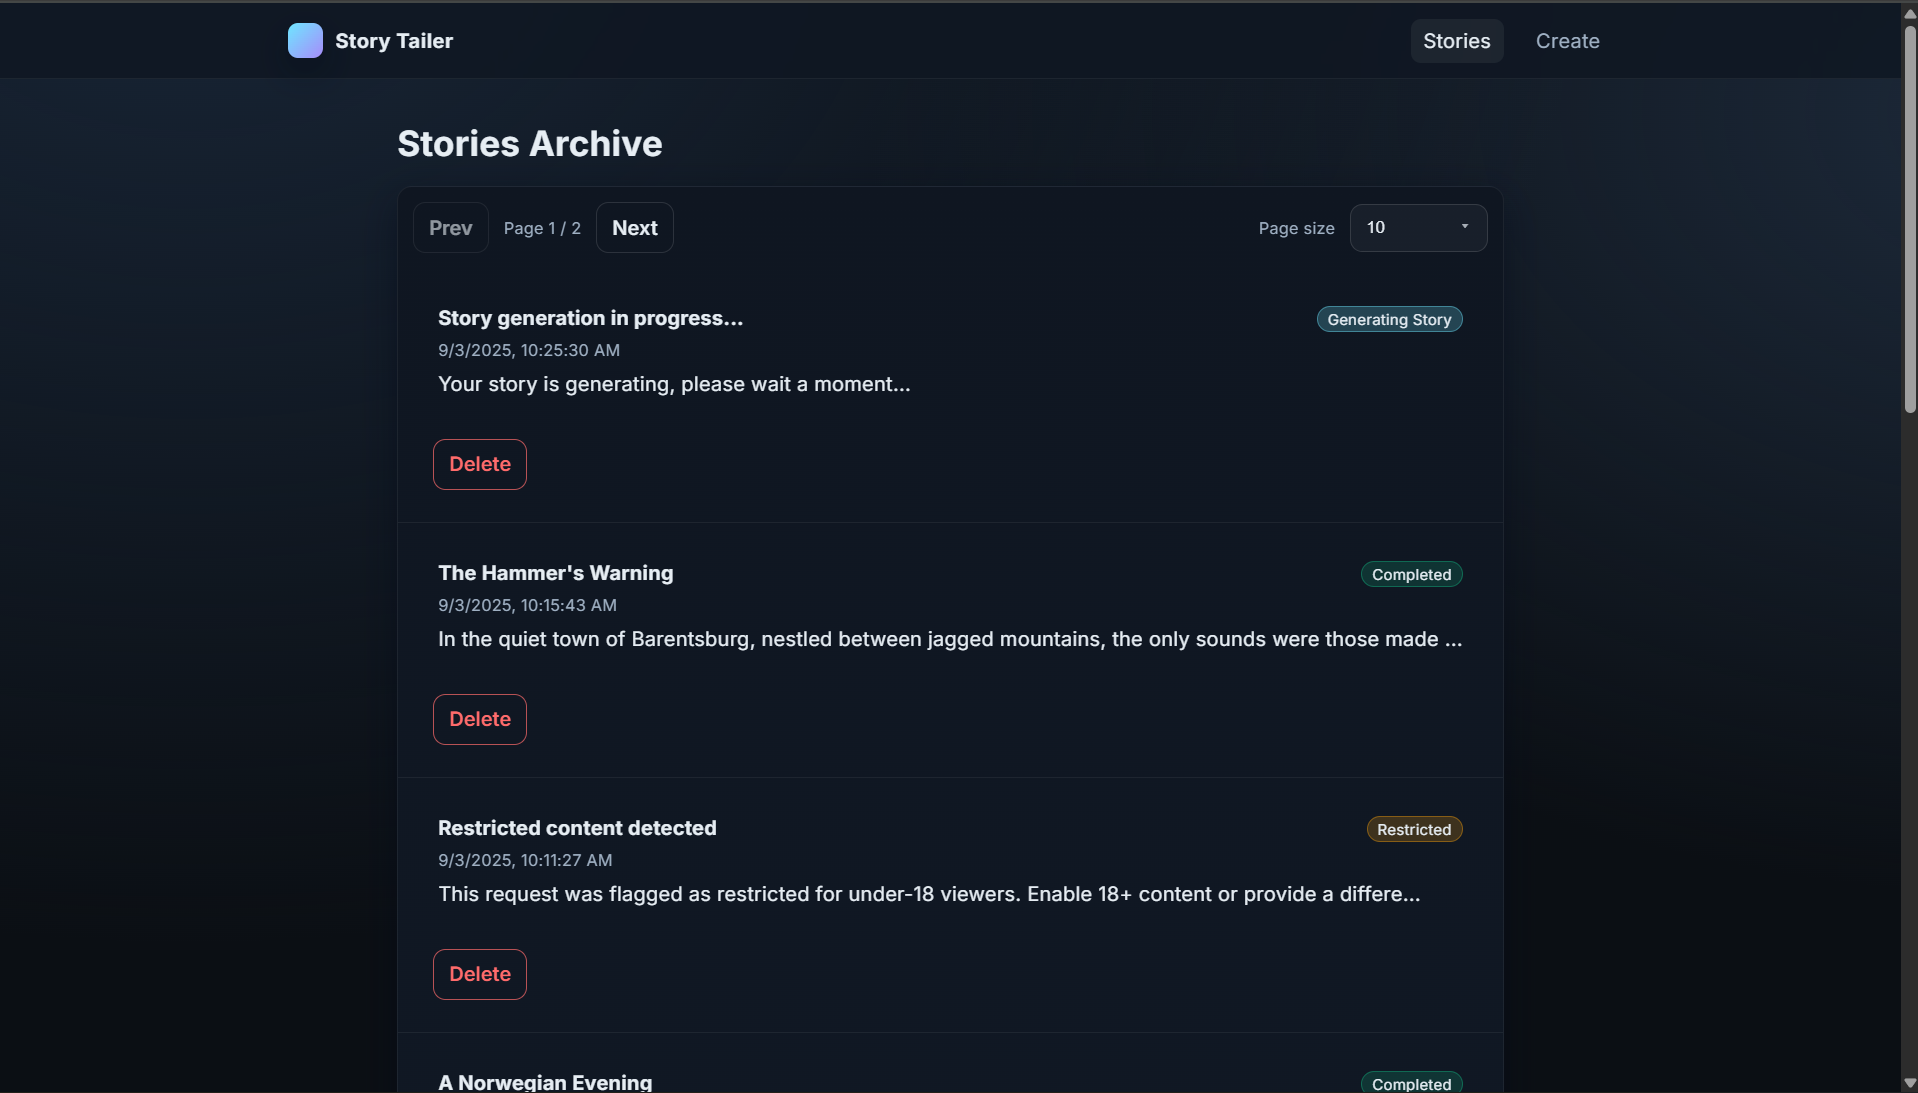 Story Tailer
Stories
Create
Stories Archive
Prev
Page 1 / 2
Next
Page size
10
Story generation in progress...
Generating Story
9/3/2025, 10:25:30 AM
Your story is generating, please wait a moment...
Delete
The Hammer's Warning
Completed
9/3/2025, 10:15:43 AM
In the quiet town of Barentsburg, nestled between jagged mountains, the only sounds were those made ...
Delete
Restricted content detected
Restricted
9/3/2025, 10:11:27 AM
This request was flagged as restricted for under-18 viewers. Enable 18+ content or provide a differe...
Delete
A Norwegian Evening
Completed